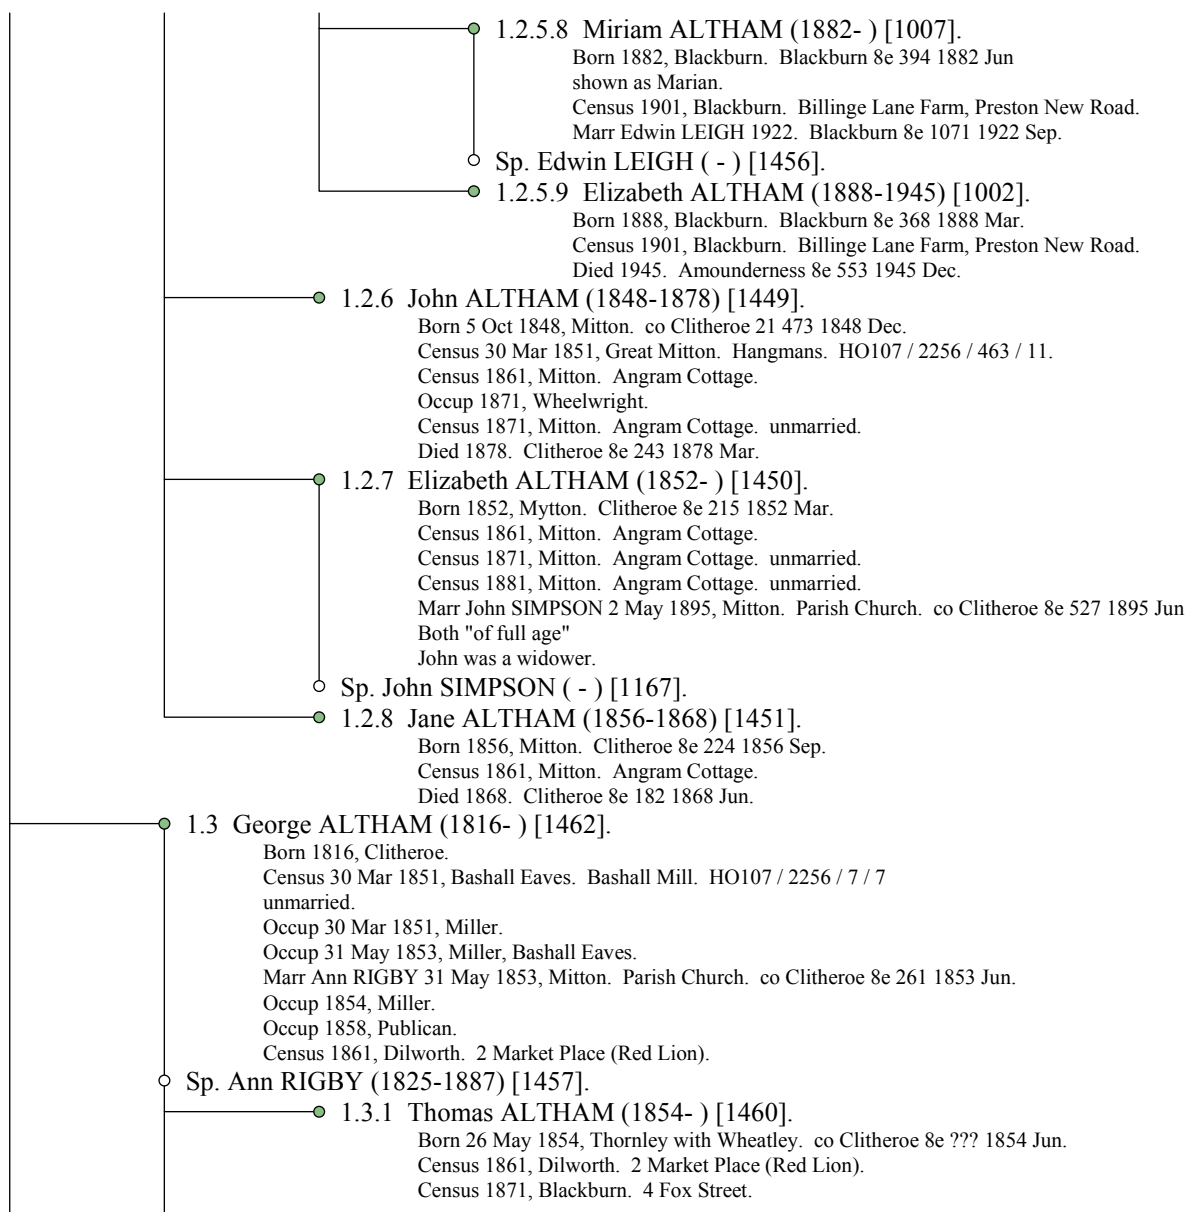 1.2.5.8 Miriam ALTHAM (1882- ) [1007].
Born 1882, Blackburn. Blackburn 8e 394 1882 Jun
shown as Marian.
Census 1901, Blackburn. Billinge Lane Farm, Preston New Road.
Marr Edwin LEIGH 1922. Blackburn 8e 1071 1922 Sep.
Sp. Edwin LEIGH ( - ) [1456].
1.2.5.9 Elizabeth ALTHAM (1888-1945) [1002].
Born 1888, Blackburn. Blackburn 8e 368 1888 Mar.
Census 1901, Blackburn. Billinge Lane Farm, Preston New Road.
Died 1945. Amounderness 8e 553 1945 Dec.
1.2.6 John ALTHAM (1848-1878) [1449].
Born 5 Oct 1848, Mitton. co Clitheroe 21 473 1848 Dec.
Census 30 Mar 1851, Great Mitton. Hangmans. HO107 / 2256 / 463 / 11.
Census 1861, Mitton. Angram Cottage.
Occup 1871, Wheelwright.
Census 1871, Mitton. Angram Cottage. unmarried.
Died 1878. Clitheroe 8e 243 1878 Mar.
1.2.7 Elizabeth ALTHAM (1852- ) [1450].
Born 1852, Mytton. Clitheroe 8e 215 1852 Mar.
Census 1861, Mitton. Angram Cottage.
Census 1871, Mitton. Angram Cottage. unmarried.
Census 1881, Mitton. Angram Cottage. unmarried.
Marr John SIMPSON 2 May 1895, Mitton. Parish Church. co Clitheroe 8e 527 1895 Jun
Both "of full age"
John was a widower.
Sp. John SIMPSON ( - ) [1167].
1.2.8 Jane ALTHAM (1856-1868) [1451].
Born 1856, Mitton. Clitheroe 8e 224 1856 Sep.
Census 1861, Mitton. Angram Cottage.
Died 1868. Clitheroe 8e 182 1868 Jun.
1.3 George ALTHAM (1816- ) [1462].
Born 1816, Clitheroe.
Census 30 Mar 1851, Bashall Eaves. Bashall Mill. HO107 / 2256 / 7 / 7
unmarried.
Occup 30 Mar 1851, Miller.
Occup 31 May 1853, Miller, Bashall Eaves.
Marr Ann RIGBY 31 May 1853, Mitton. Parish Church. co Clitheroe 8e 261 1853 Jun.
Occup 1854, Miller.
Occup 1858, Publican.
Census 1861, Dilworth. 2 Market Place (Red Lion).
Sp. Ann RIGBY (1825-1887) [1457].
1.3.1 Thomas ALTHAM (1854- ) [1460].
Born 26 May 1854, Thornley with Wheatley. co Clitheroe 8e ??? 1854 Jun.
Census 1861, Dilworth. 2 Market Place (Red Lion).
Census 1871, Blackburn. 4 Fox Street.